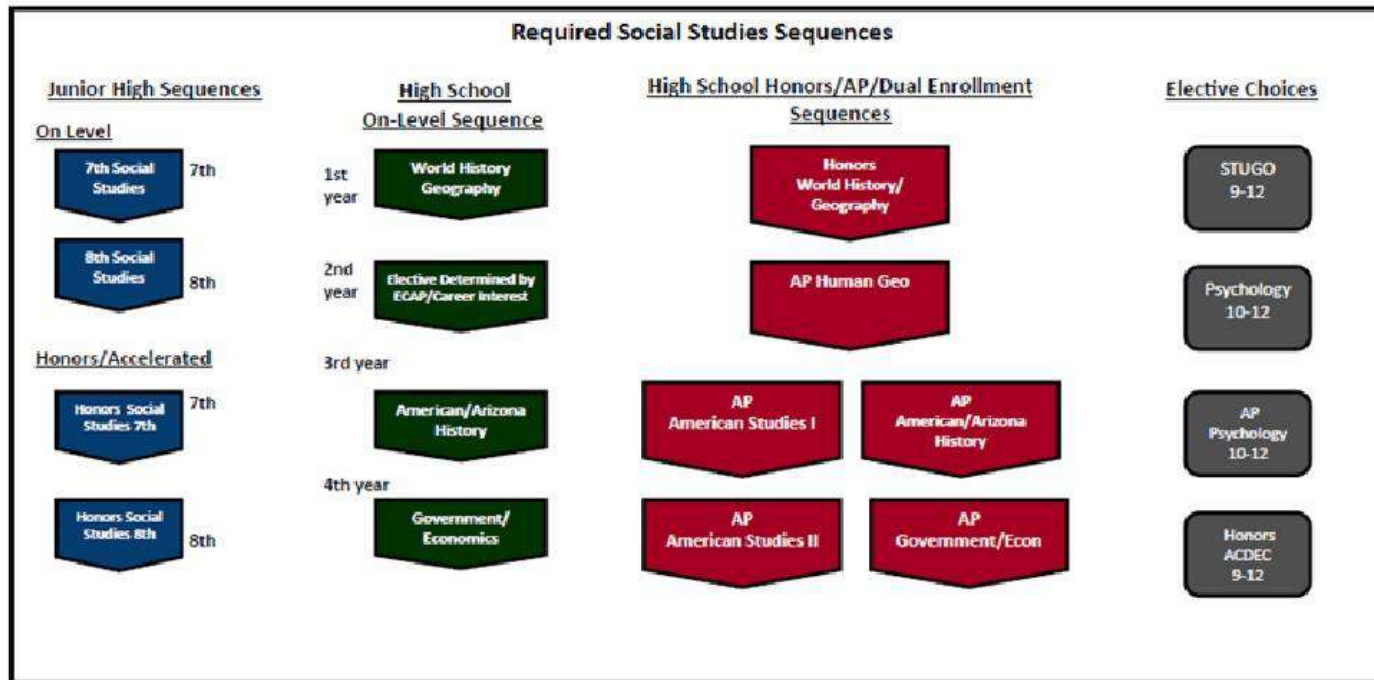 Required Social Studies Sequences
Junior High Sequences
On Level
7th Social
Studies
7th
8th Social
Studies
8th
Honors/Accelerated
Honors Social
Studies 7th
7th
Honors Social
Studies 8th
8th
High School
On-Level Sequence
1st
year
World History
Geography
2nd
year
Elective Determined by
ECAP/Career Interest
3rd year
American/Arizona
History
4th year
Government/
Economics
High School Honors/AP/Dual Enrollment
Sequences
Honors
World History/
Geography
AP Human Geo
AP
American Studies I
AP
American/Arizona
History
AP
American Studies II
AP
Government/Econ
Elective Choices
STUGO
9-12
Psychology
10-12
AP
Psychology
10-12
Honors
ACDEC
9-12